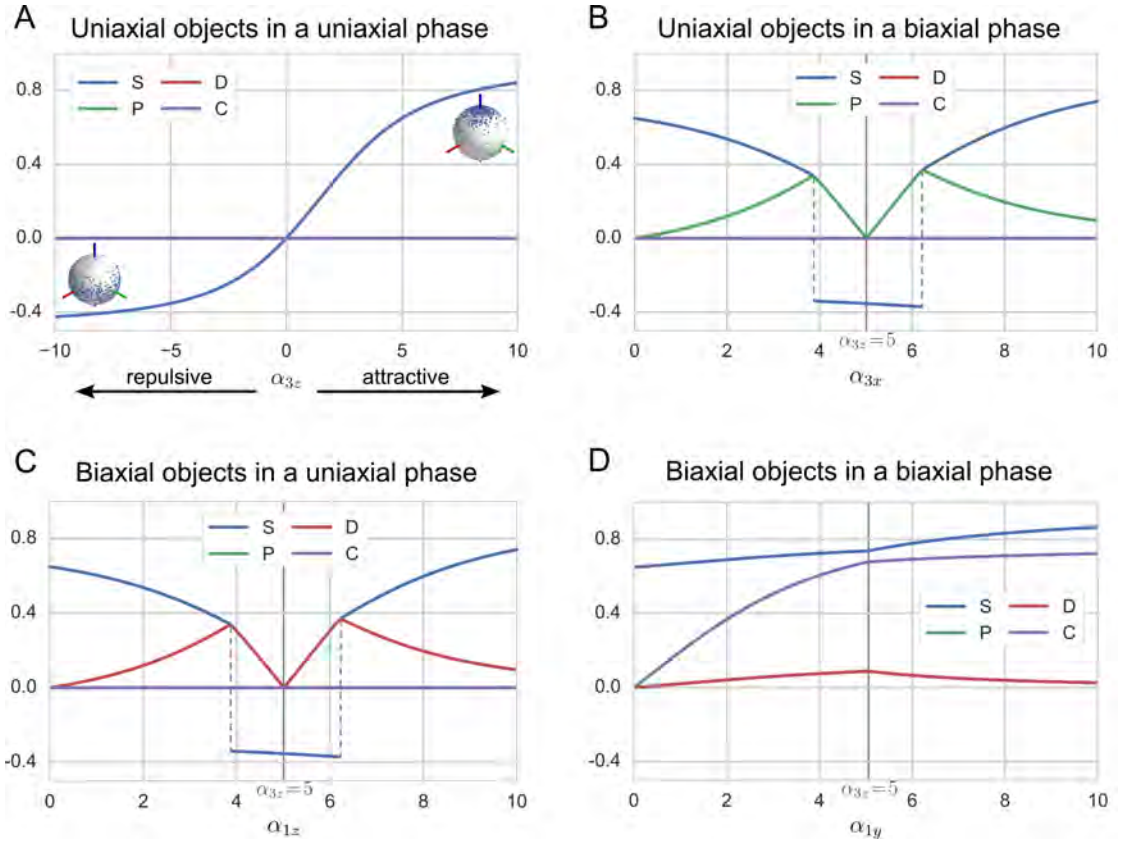 A
Uniaxial objects in a uniaxial phase
S D
P C
0.8
0.4
0.0
-0.4
−10 −5 0 5 10
repulsive α3z attractive
B
Uniaxial objects in a biaxial phase
S D
P C
0.8
0.4
0.0
-0.4
0 2 4 6 8 10
α3z=5
α3x
C
Biaxial objects in a uniaxial phase
S D
P C
0.8
0.4
0.0
-0.4
0 2 4 6 8 10
α3z=5
α1z
D
Biaxial objects in a biaxial phase
S D
P C
0.8
0.4
0.0
-0.4
0 2 4 6 8 10
α3z=5
α1y